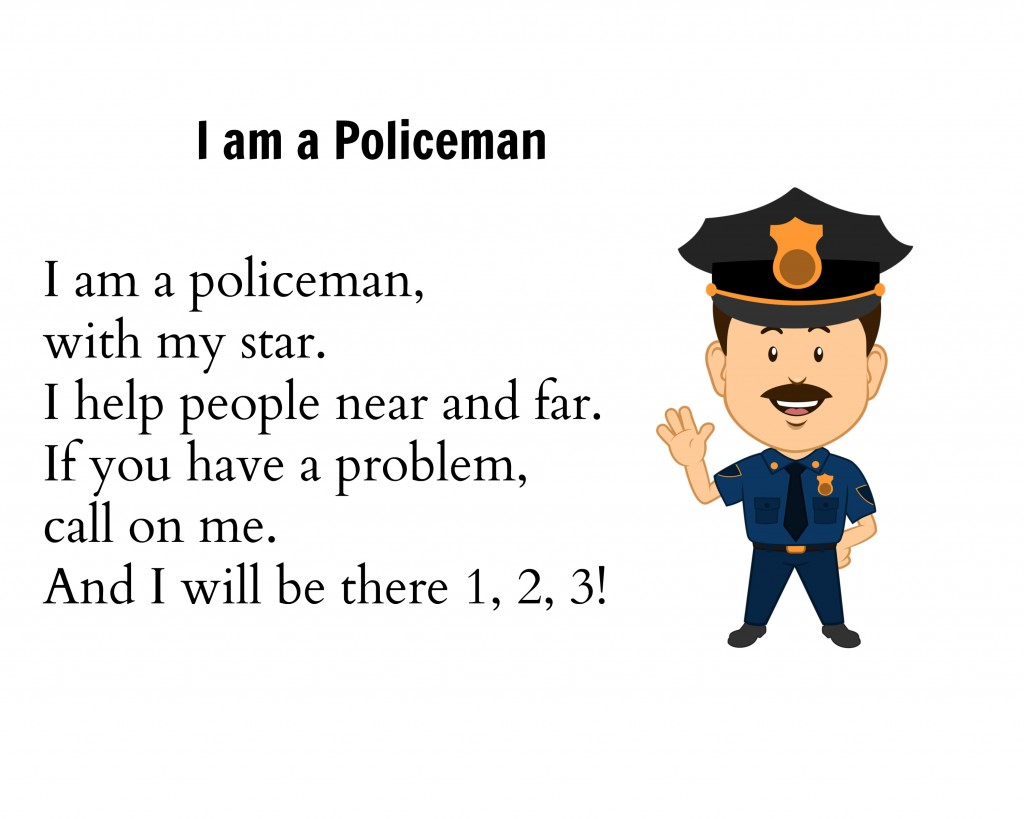 I am a Policeman
I am a policeman,
with my star.
I help people near and far.
If you have a problem,
call on me.
And I will be there 1, 2, 3!